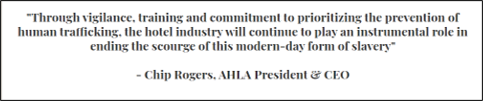 "Through vigilance, training and commitment to prioritizing the prevention of
human trafficking, the hotel industry will continue to play an instrumental role in
ending the scourge of this modern-day form of slavery"
- Chip Rogers, AHLA President & CEO